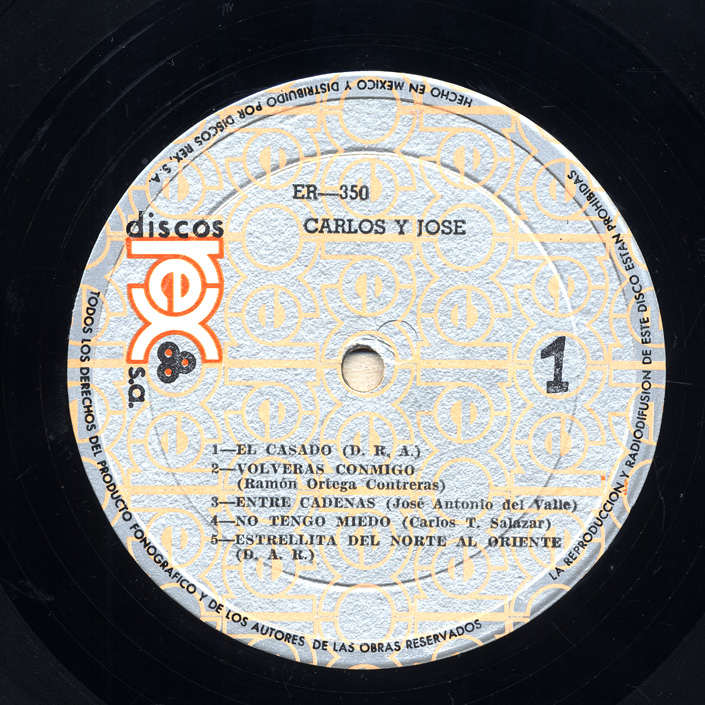 ER—350
CARLOS Y JOSE
discos
rex
s.a.
1
1—EL CASADO (D. R. A.)
2—VOLVERAS CONMIGO
(Ramón Ortega Contreras)
3—ENTRE CADENAS (José Antonio del Valle)
4—NO TENGO MIEDO (Carlos T. Salazar)
5—ESTRELLITA DEL NORTE AL ORIENTE
(D. A. R.)
TODOS LOS DERECHOS DEL PRODUCTO FONOGRAFICO Y DE LOS AUTORES DE LAS OBRAS RESERVADOS
LA REPRODUCCION Y RADIODIFUSION DE ESTE DISCO ESTAN PROHIBIDAS
HECHO EN MEXICO Y DISTRIBUIDO POR DISCOS REX, S. A.